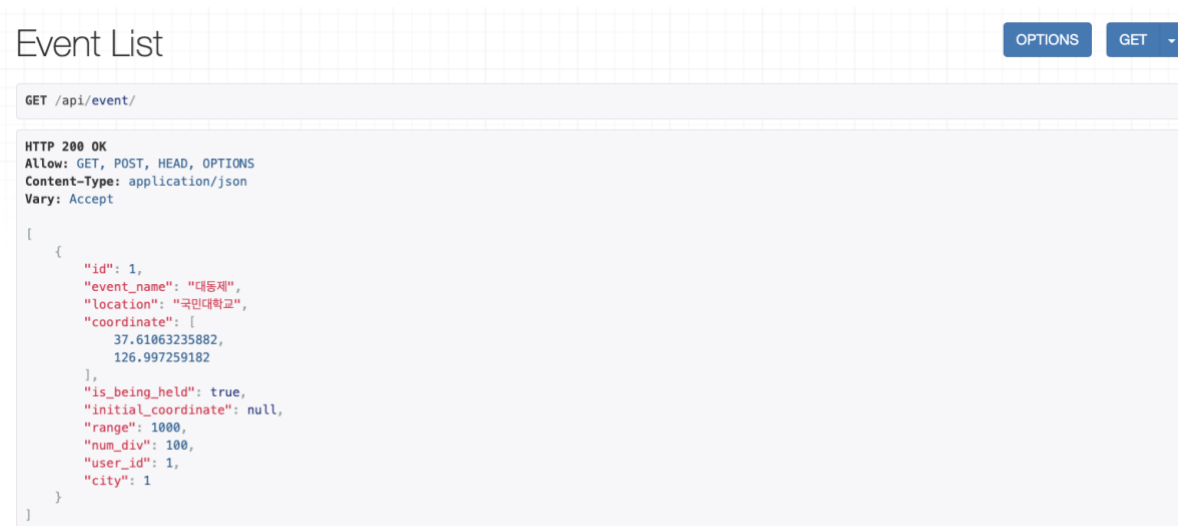 Event List
OPTIONS
GET
GET /api/event/
HTTP 200 OK
Allow: GET, POST, HEAD, OPTIONS
Content-Type: application/json
Vary: Accept
[
{
"id": 1,
"event_name": "대동제",
"location": "국민대학교",
"coordinate": [
37.61063235882,
126.997259182
],
"is_being_held": true,
"initial_coordinate": null,
"range": 1000,
"num_div": 100,
"user_id": 1,
"city": 1
}
]